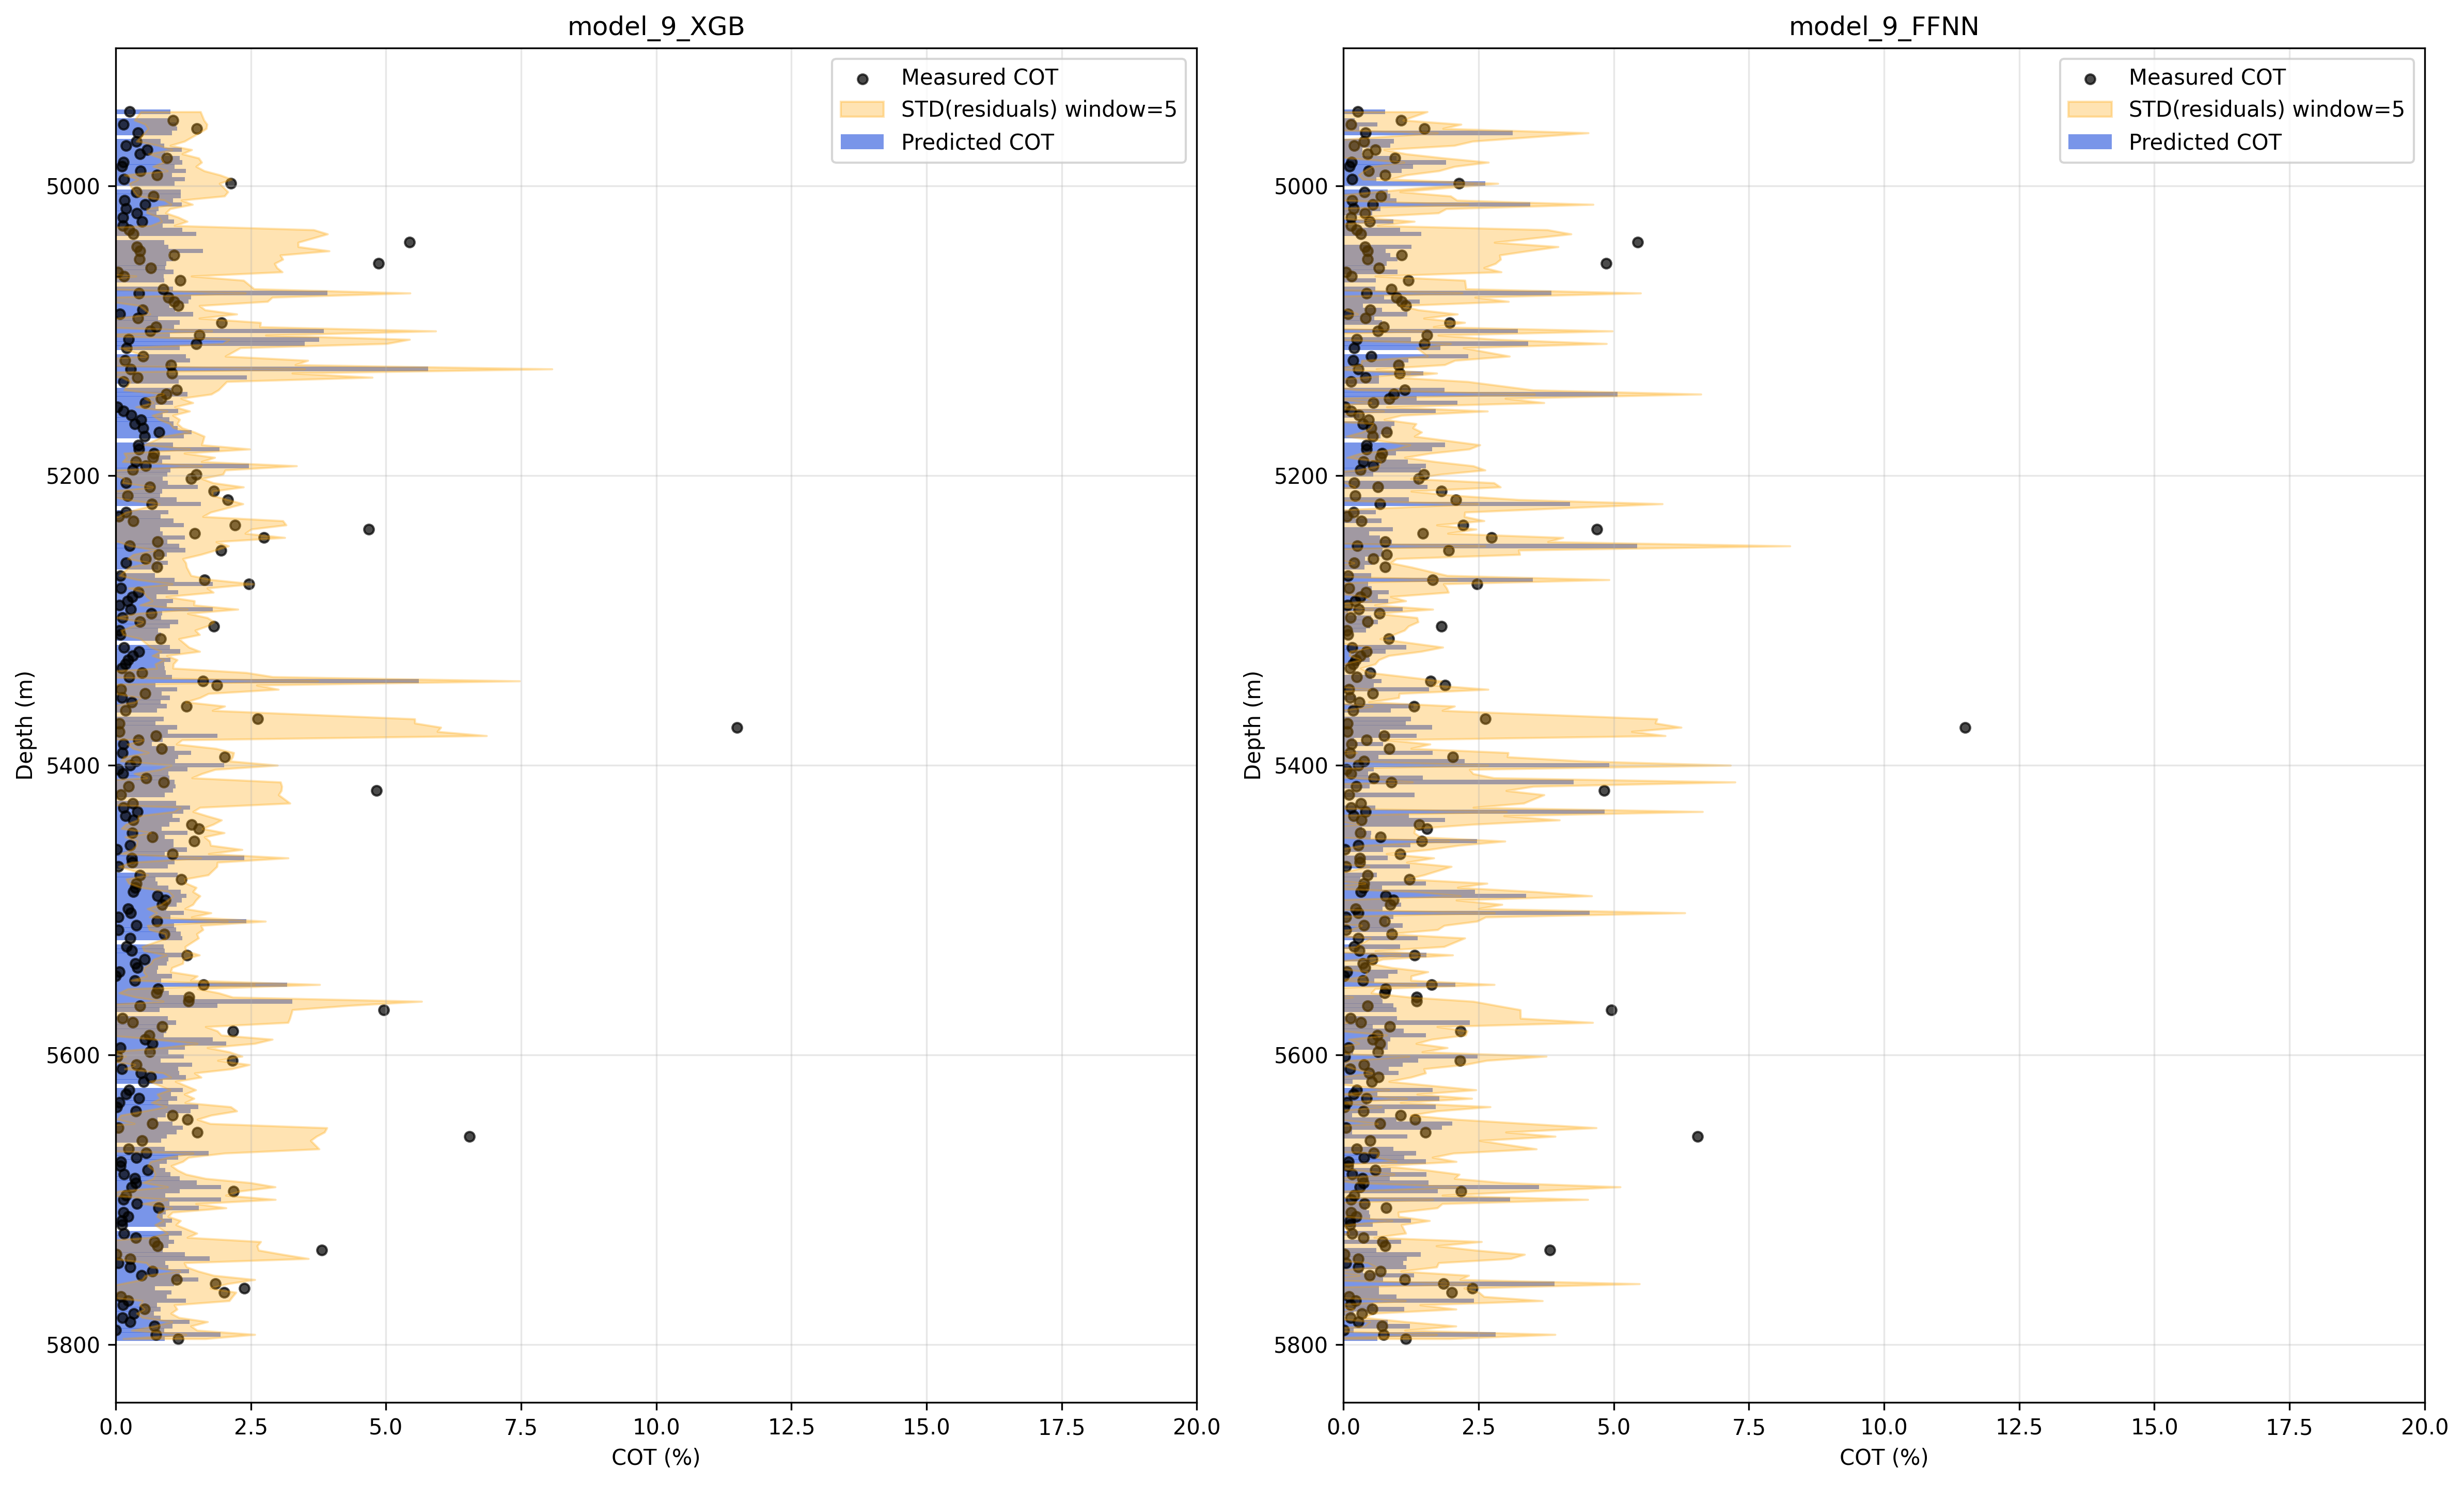 model_9_XGB
Measured COT
STD(residuals) window=5
Predicted COT
Depth (m)
5000
5200
5400
5600
5800
0.0 2.5 5.0 7.5 10.0 12.5 15.0 17.5 20.0
COT (%)
model_9_FFNN
Measured COT
STD(residuals) window=5
Predicted COT
Depth (m)
5000
5200
5400
5600
5800
0.0 2.5 5.0 7.5 10.0 12.5 15.0 17.5 20.0
COT (%)